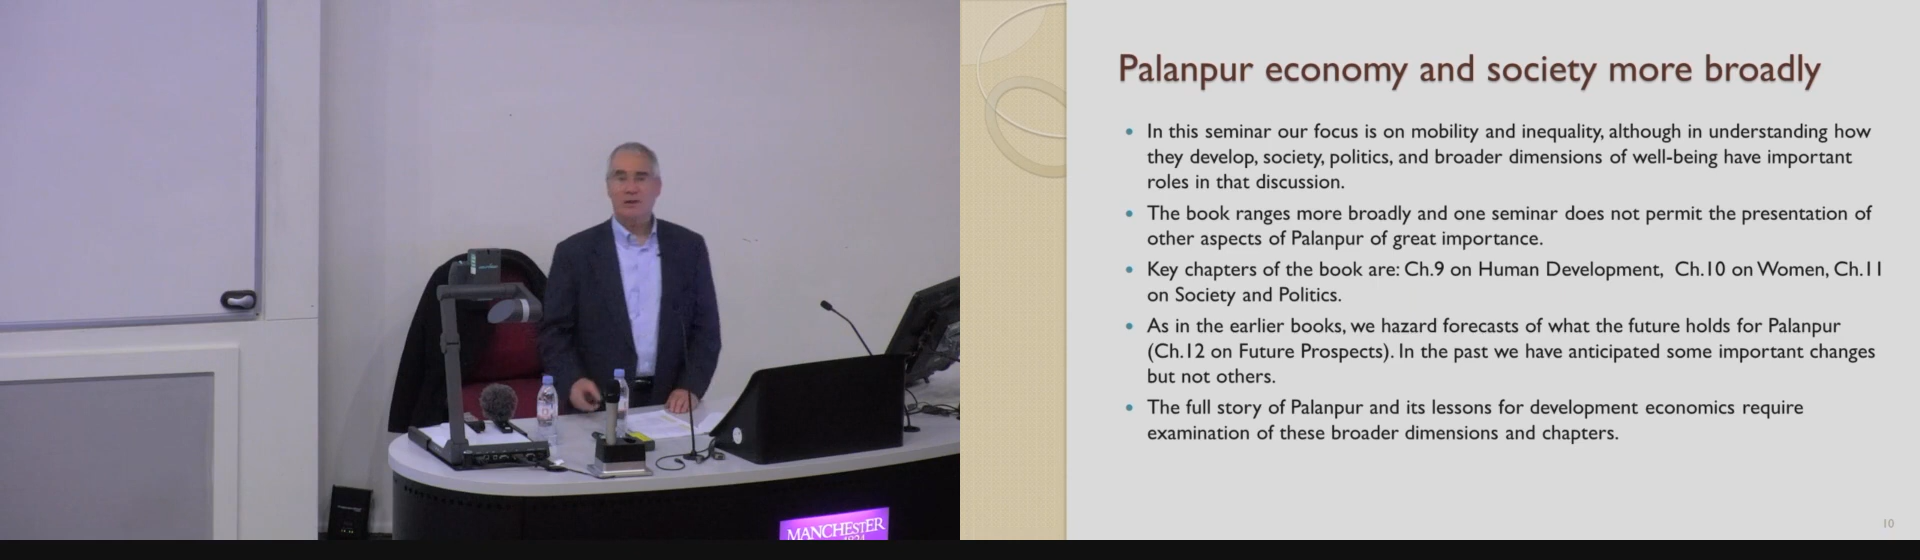 Palanpur economy and society more broadly
• In this seminar our focus is on mobility and inequality, although in understanding how
they develop, society, politics, and broader dimensions of well-being have important
roles in that discussion.
• The book ranges more broadly and one seminar does not permit the presentation of
other aspects of Palanpur of great importance.
• Key chapters of the book are: Ch.9 on Human Development, Ch.10 on Women, Ch.11
on Society and Politics.
• As in the earlier books, we hazard forecasts of what the future holds for Palanpur
(Ch.12 on Future Prospects). In the past we have anticipated some important changes
but not others.
• The full story of Palanpur and its lessons for development economics require
examination of these broader dimensions and chapters.
10
MANCHESTER
1824